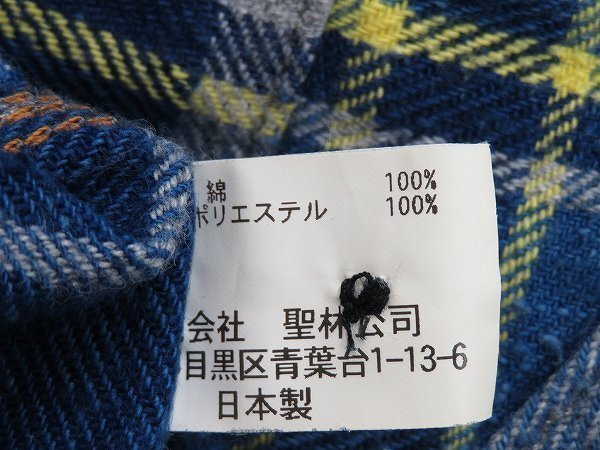 綿 100%
ポリエステル 100%
会社 聖林公司
目黒区青葉台1-13-6
日本製